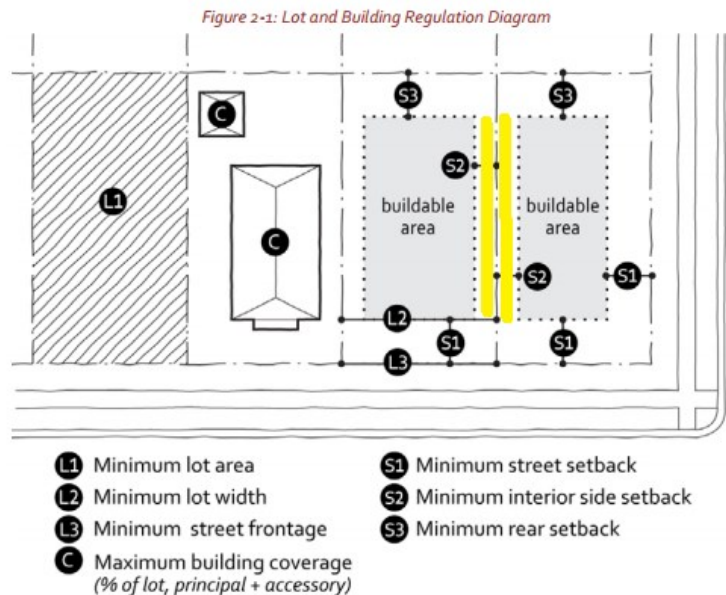 Figure 2-1: Lot and Building Regulation Diagram
S3
S3
C
S2
L1
buildable
area
buildable
area
C
S2
S1
L2
S1
S1
L3
L1 Minimum lot area
L2 Minimum lot width
L3 Minimum street frontage
C Maximum building coverage
(% of lot, principal + accessory)
S1 Minimum street setback
S2 Minimum interior side setback
S3 Minimum rear setback